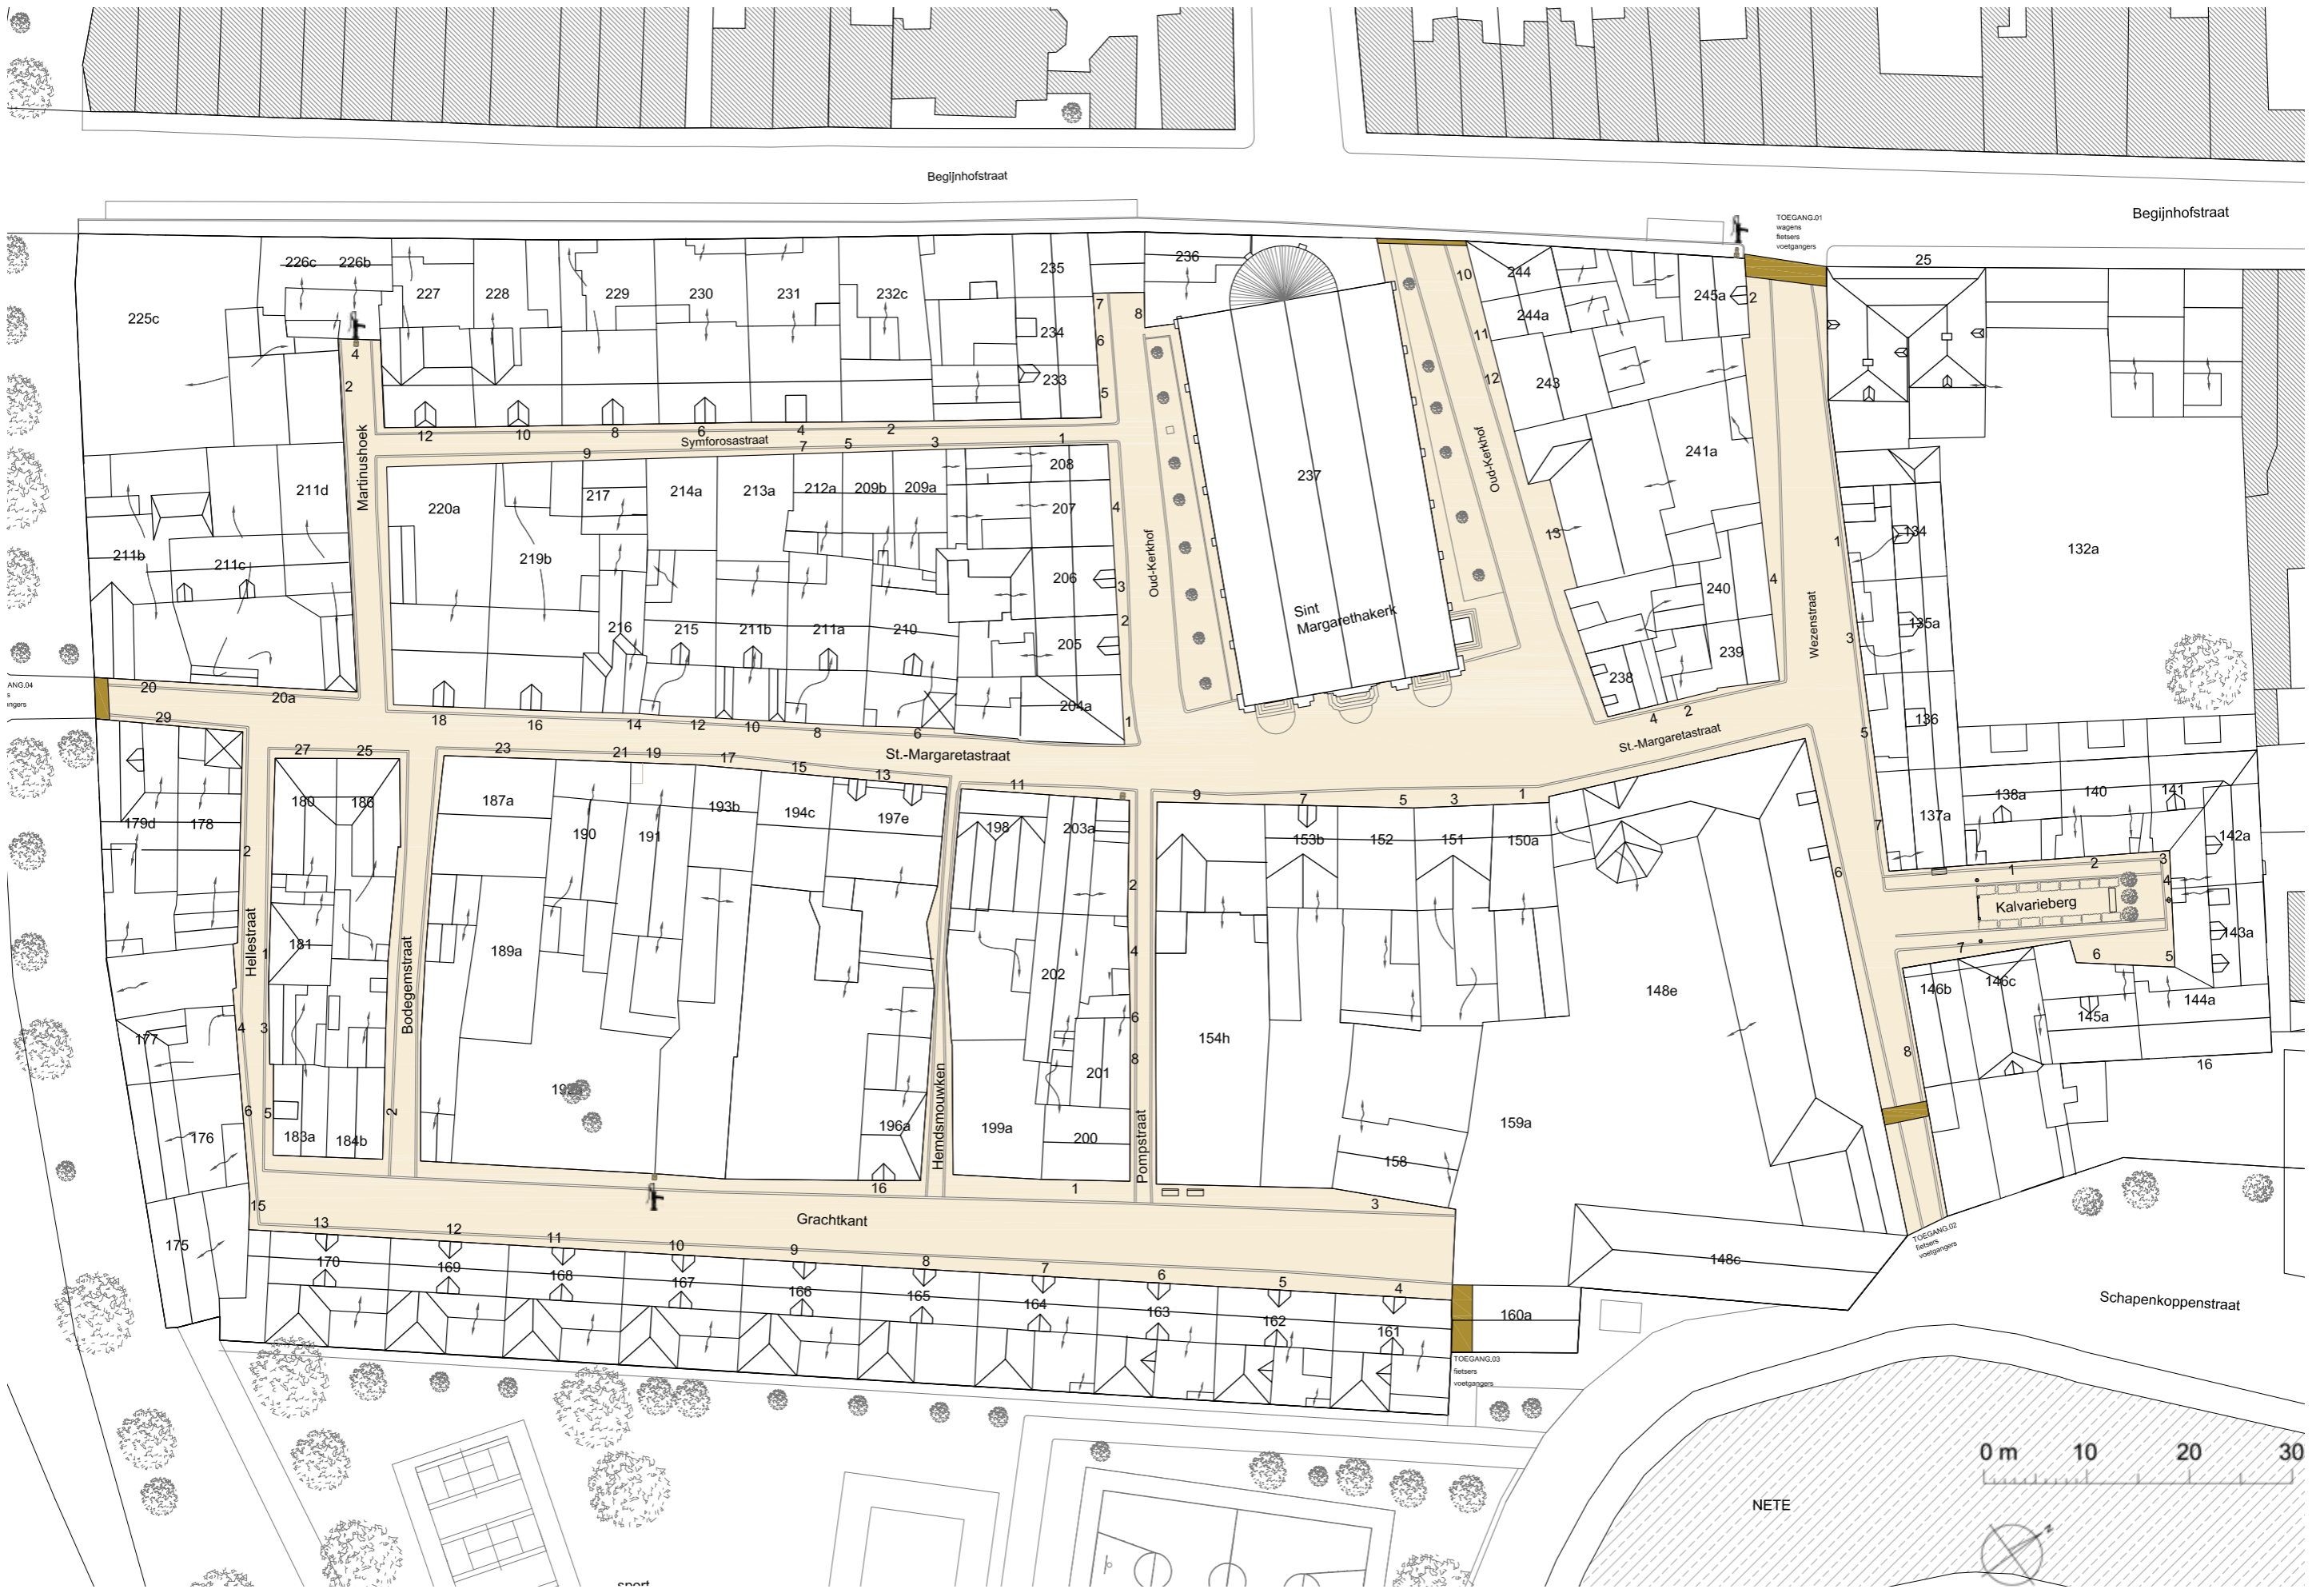 Begijnhofstraat
Begijnhofstraat
TOEGANG.01
wagens
fietsers
voetgangers
25
226c
226b
227
228
229
230
231
232c
235
236
225c
234
233
7
8
6
5
4
2
Martinushoek
12
10
8
6
4
2
Symforosastraat
9
7
5
3
1
10
11
12
13
Oud-Kerkhof
244
244a
243
245a
2
241a
237
Sint
Margarethakerk
Oud-Kerkhof
4
3
2
1
208
207
206
205
204a
211d
211b
211c
220a
219b
217
214a
213a
212a
209b
209a
216
215
211b
211a
210
240
239
238
4
2
4
Wezenstraat
1
3
5
7
6
8
134
135a
136
137a
132a
138a
140
141
142a
143a
144a
145a
146b
146c
16
1
2
3
4
5
6
7
Kalvarieberg
ANG.04
s
ngers
20
20a
29
18
16
14
12
10
8
6
St.-Margaretastraat
St.-Margaretastraat
27
25
23
21
19
17
15
13
11
9
7
5
3
1
179d
178
180
186
181
183a
184b
187a
190
191
193b
194c
197e
189a
196a
198
203a
202
201
199a
200
153b
152
151
150a
154h
148e
159a
158
148c
160a
177
176
175
Hellestraat
2
4
6
1
3
5
Bodegemstraat
2
Hemdsmouwken
Pompstraat
2
4
6
8
15
16
1
3
Grachtkant
13
12
11
10
9
8
7
6
5
4
170
169
168
167
166
165
164
163
162
161
TOEGANG.02
fietsers
voetgangers
TOEGANG.03
fietsers
voetgangers
Schapenkoppenstraat
NETE
0 m 10 20 30
N
sport